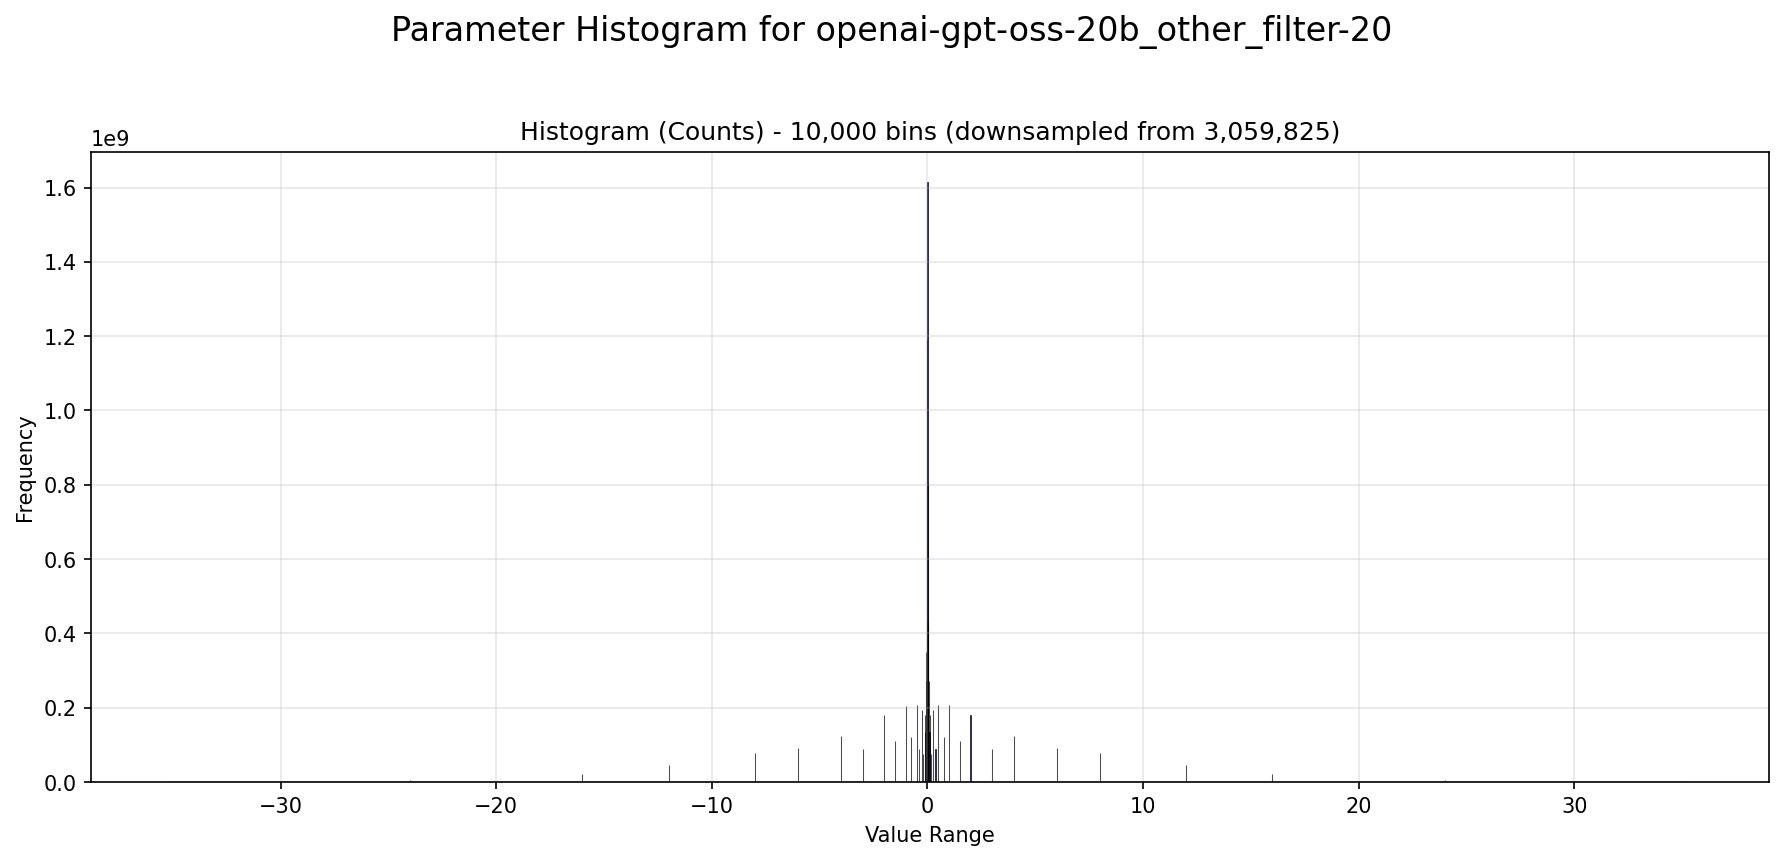 Parameter Histogram for openai-gpt-oss-20b_other_filter-20
Histogram (Counts) - 10,000 bins (downsampled from 3,059,825)
1e9
1.6
1.4
1.2
1.0
0.8
0.6
0.4
0.2
0.0
Frequency
−30 −20 −10 0 10 20 30
Value Range